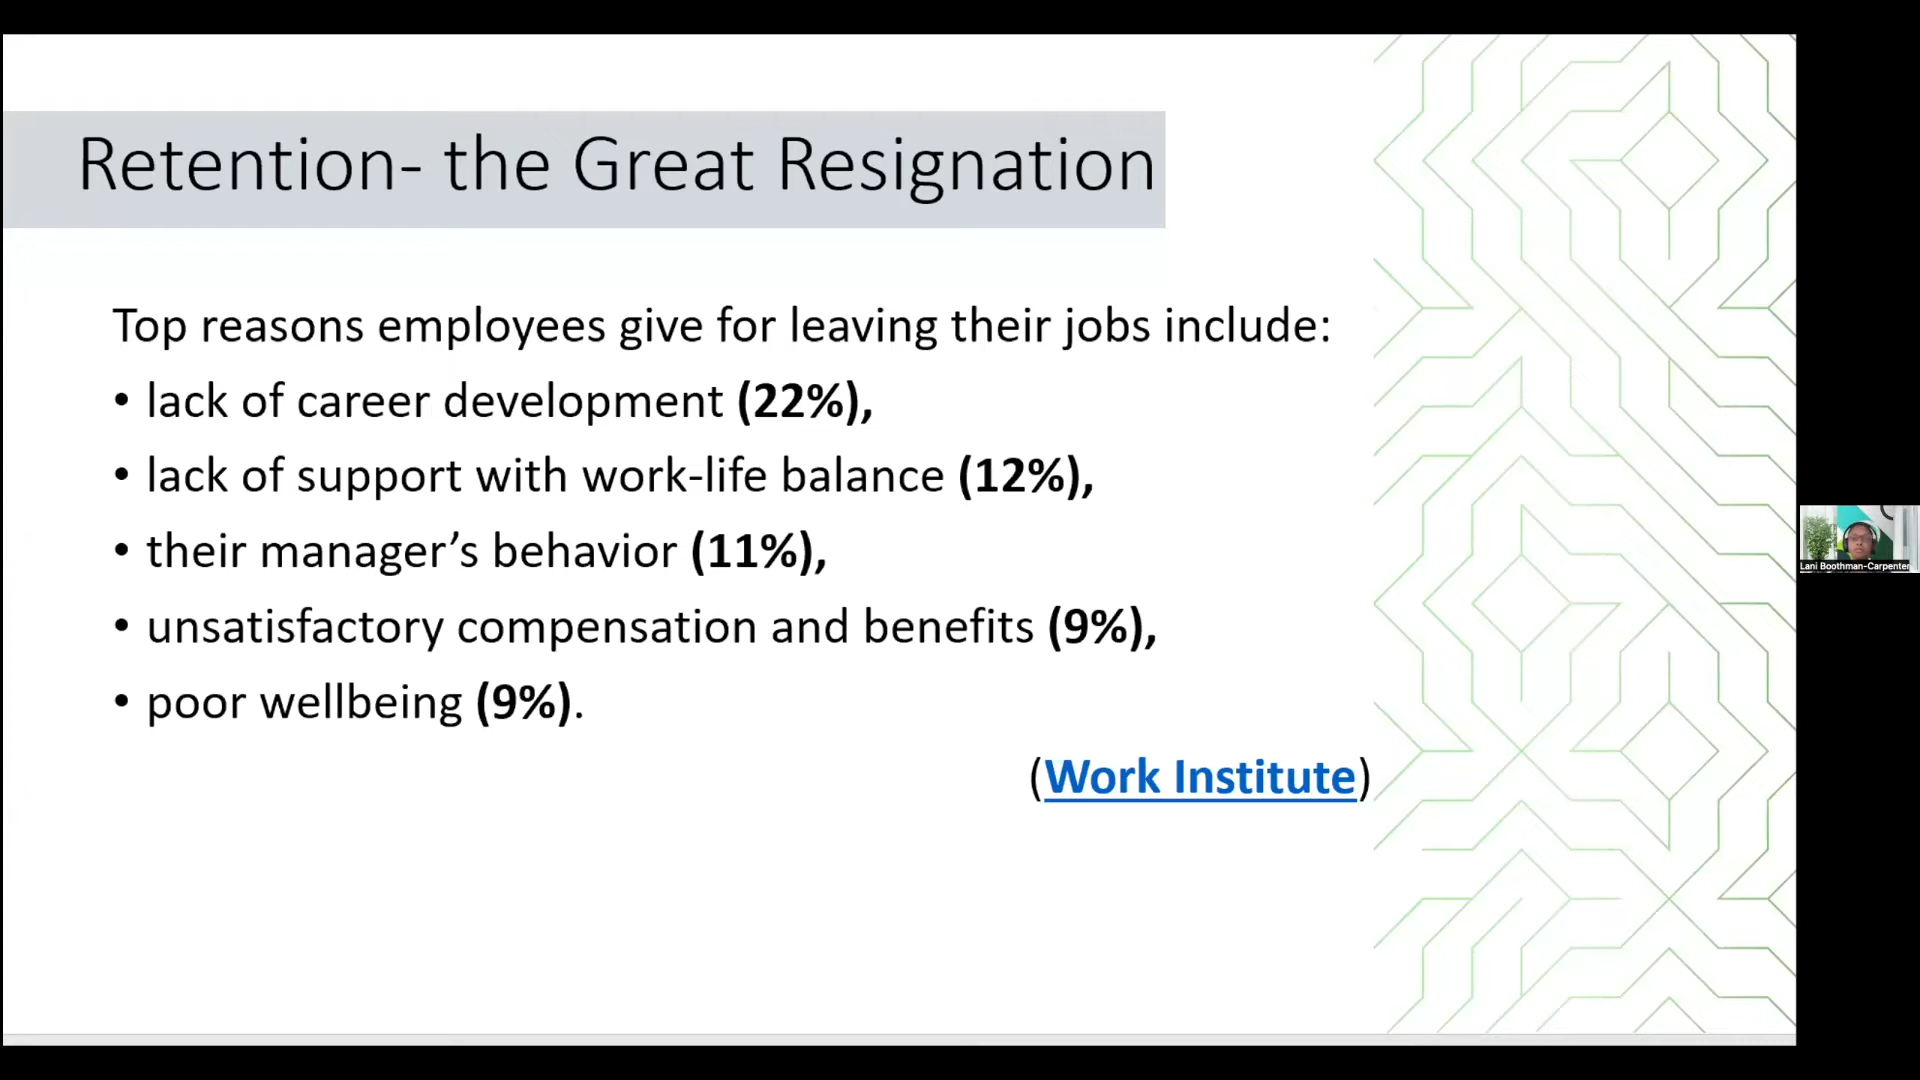 Retention- the Great Resignation
Top reasons employees give for leaving their jobs include:
• lack of career development (22%),
• lack of support with work-life balance (12%),
• their manager’s behavior (11%),
• unsatisfactory compensation and benefits (9%),
• poor wellbeing (9%).
(Work Institute)
Lani Boothman-Carpenter